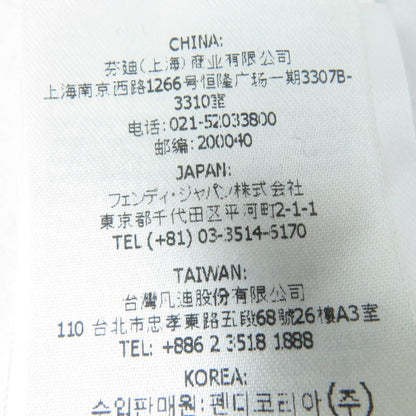 CHINA:
芬迪(上海)商业有限公司
上海南京西路1266号恒隆广场一期3307B-
3310室
电话: 021-52033800
邮编: 200040
JAPAN:
フェンディ・ジャパン株式会社
東京都千代田区平河町2-1-1
TEL (+81) 03-3514-6170
TAIWAN:
台灣凡迪股份有限公司
110 台北市忠孝東路五段68號26樓A3室
TEL: +886 2 3518 1888
KOREA:
수입판매원: 펜디코리아(주)